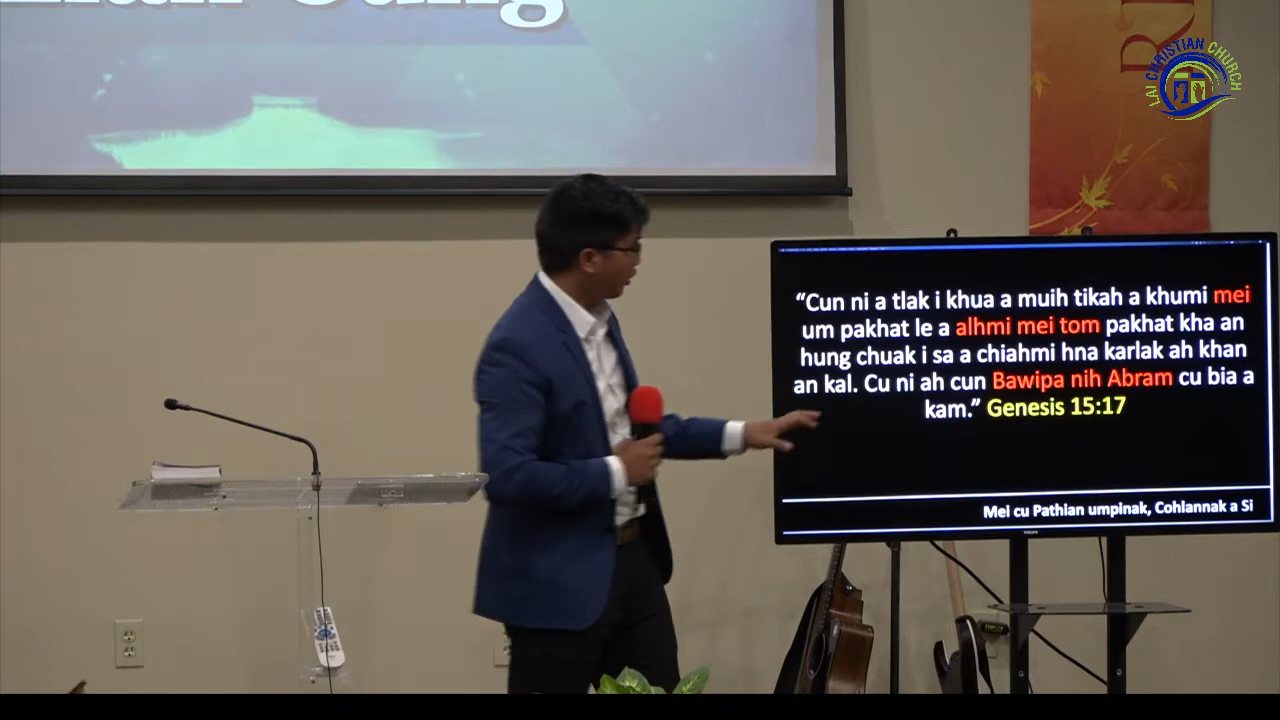 LAI CHRISTIAN CHURCH
“Cun ni a tlak i khua a muih tikah a khumi mei
um pakhat le a alhmi mei tom pakhat kha an
hung chuak i sa a chiahmi hna karlak ah khan
an kal. Cu ni ah cun Bawipa nih Abram cu bia a
kam.” Genesis 15:17
Mei cu Pathian umpinak, Cohlannak a Si